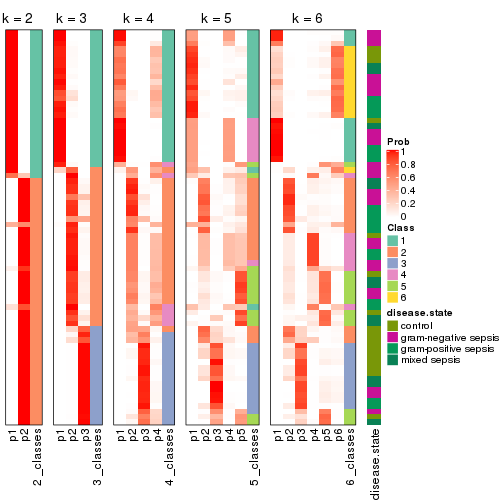 k = 2 k = 3 k = 4 k = 5 k = 6
Prob
1
0.8
0.6
0.4
0.2
0
Class
1
2
3
4
5
6
disease.state
control
gram-negative sepsis
gram-positive sepsis
mixed sepsis
p1 p2 2_classes p1 p2 p3 3_classes p1 p2 p3 p4 4_classes p1 p2 p3 p4 p5 5_classes p1 p2 p3 p4 p5 p6 6_classes disease.state